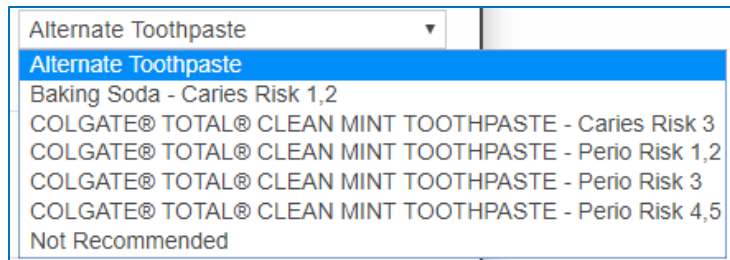 Alternate Toothpaste
Alternate Toothpaste
Baking Soda - Caries Risk 1,2
COLGATE® TOTAL® CLEAN MINT TOOTHPASTE - Caries Risk 3
COLGATE® TOTAL® CLEAN MINT TOOTHPASTE - Perio Risk 1,2
COLGATE® TOTAL® CLEAN MINT TOOTHPASTE - Perio Risk 3
COLGATE® TOTAL® CLEAN MINT TOOTHPASTE - Perio Risk 4,5
Not Recommended